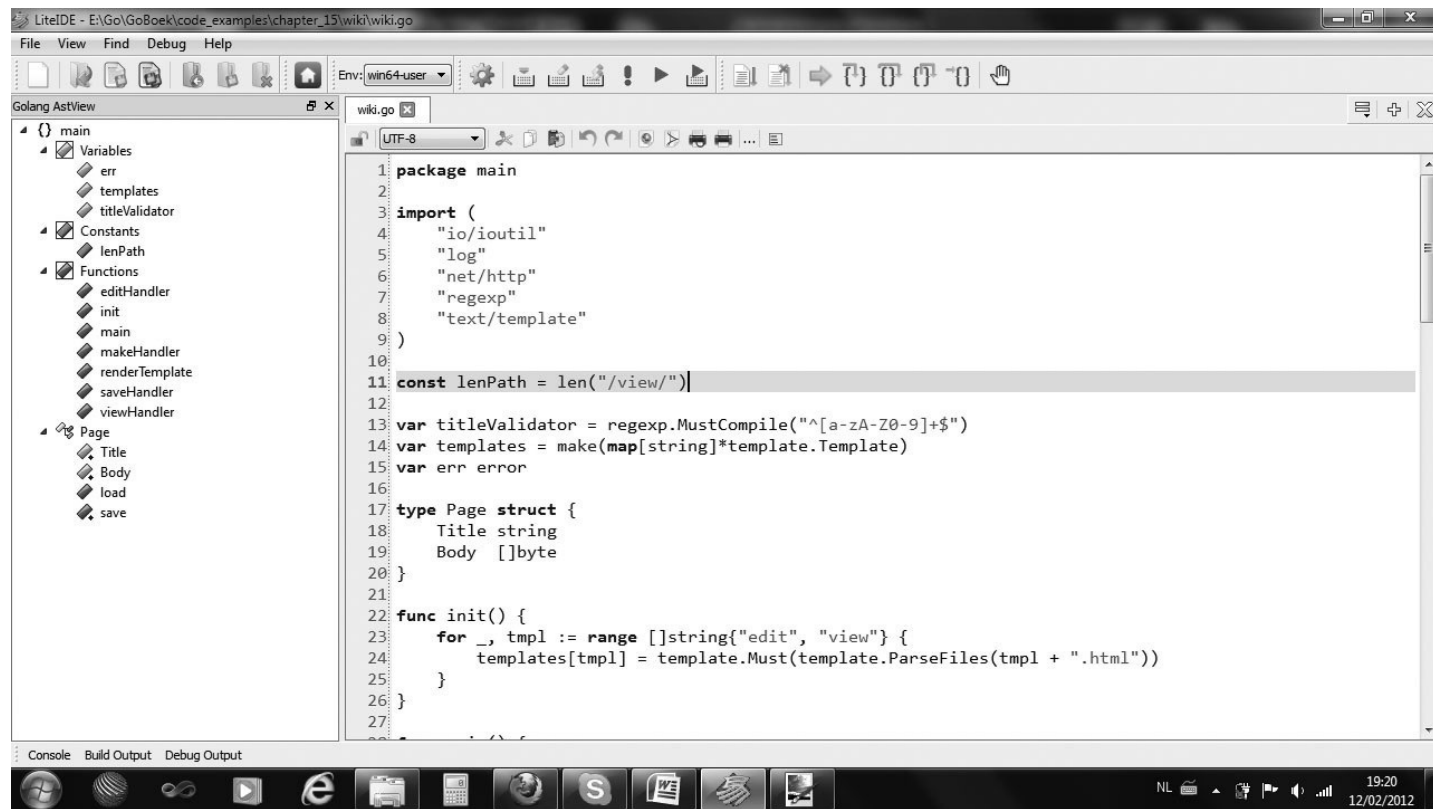 LiteIDE - E:\Go\GoBoek\code_examples\chapter_15\wiki\wiki.go
File View Find Debug Help
Env: win64-user
Golang AstView
wiki.go
UTF-8
{} main
Variables
err
templates
titleValidator
Constants
lenPath
Functions
editHandler
init
main
makeHandler
renderTemplate
saveHandler
viewHandler
Page
Title
Body
load
save
1 package main
2
3 import (
4     "io/ioutil"
5     "log"
6     "net/http"
7     "regexp"
8     "text/template"
9 )
10
11 const lenPath = len("/view/")
12
13 var titleValidator = regexp.MustCompile("^[a-zA-Z0-9]+$")
14 var templates = make(map[string]*template.Template)
15 var err error
16
17 type Page struct {
18     Title string
19     Body  []byte
20 }
21
22 func init() {
23     for _, tmpl := range []string{"edit", "view"} {
24         templates[tmpl] = template.Must(template.ParseFiles(tmpl + ".html"))
25     }
26 }
27
Console Build Output Debug Output
NL
19:20
12/02/2012